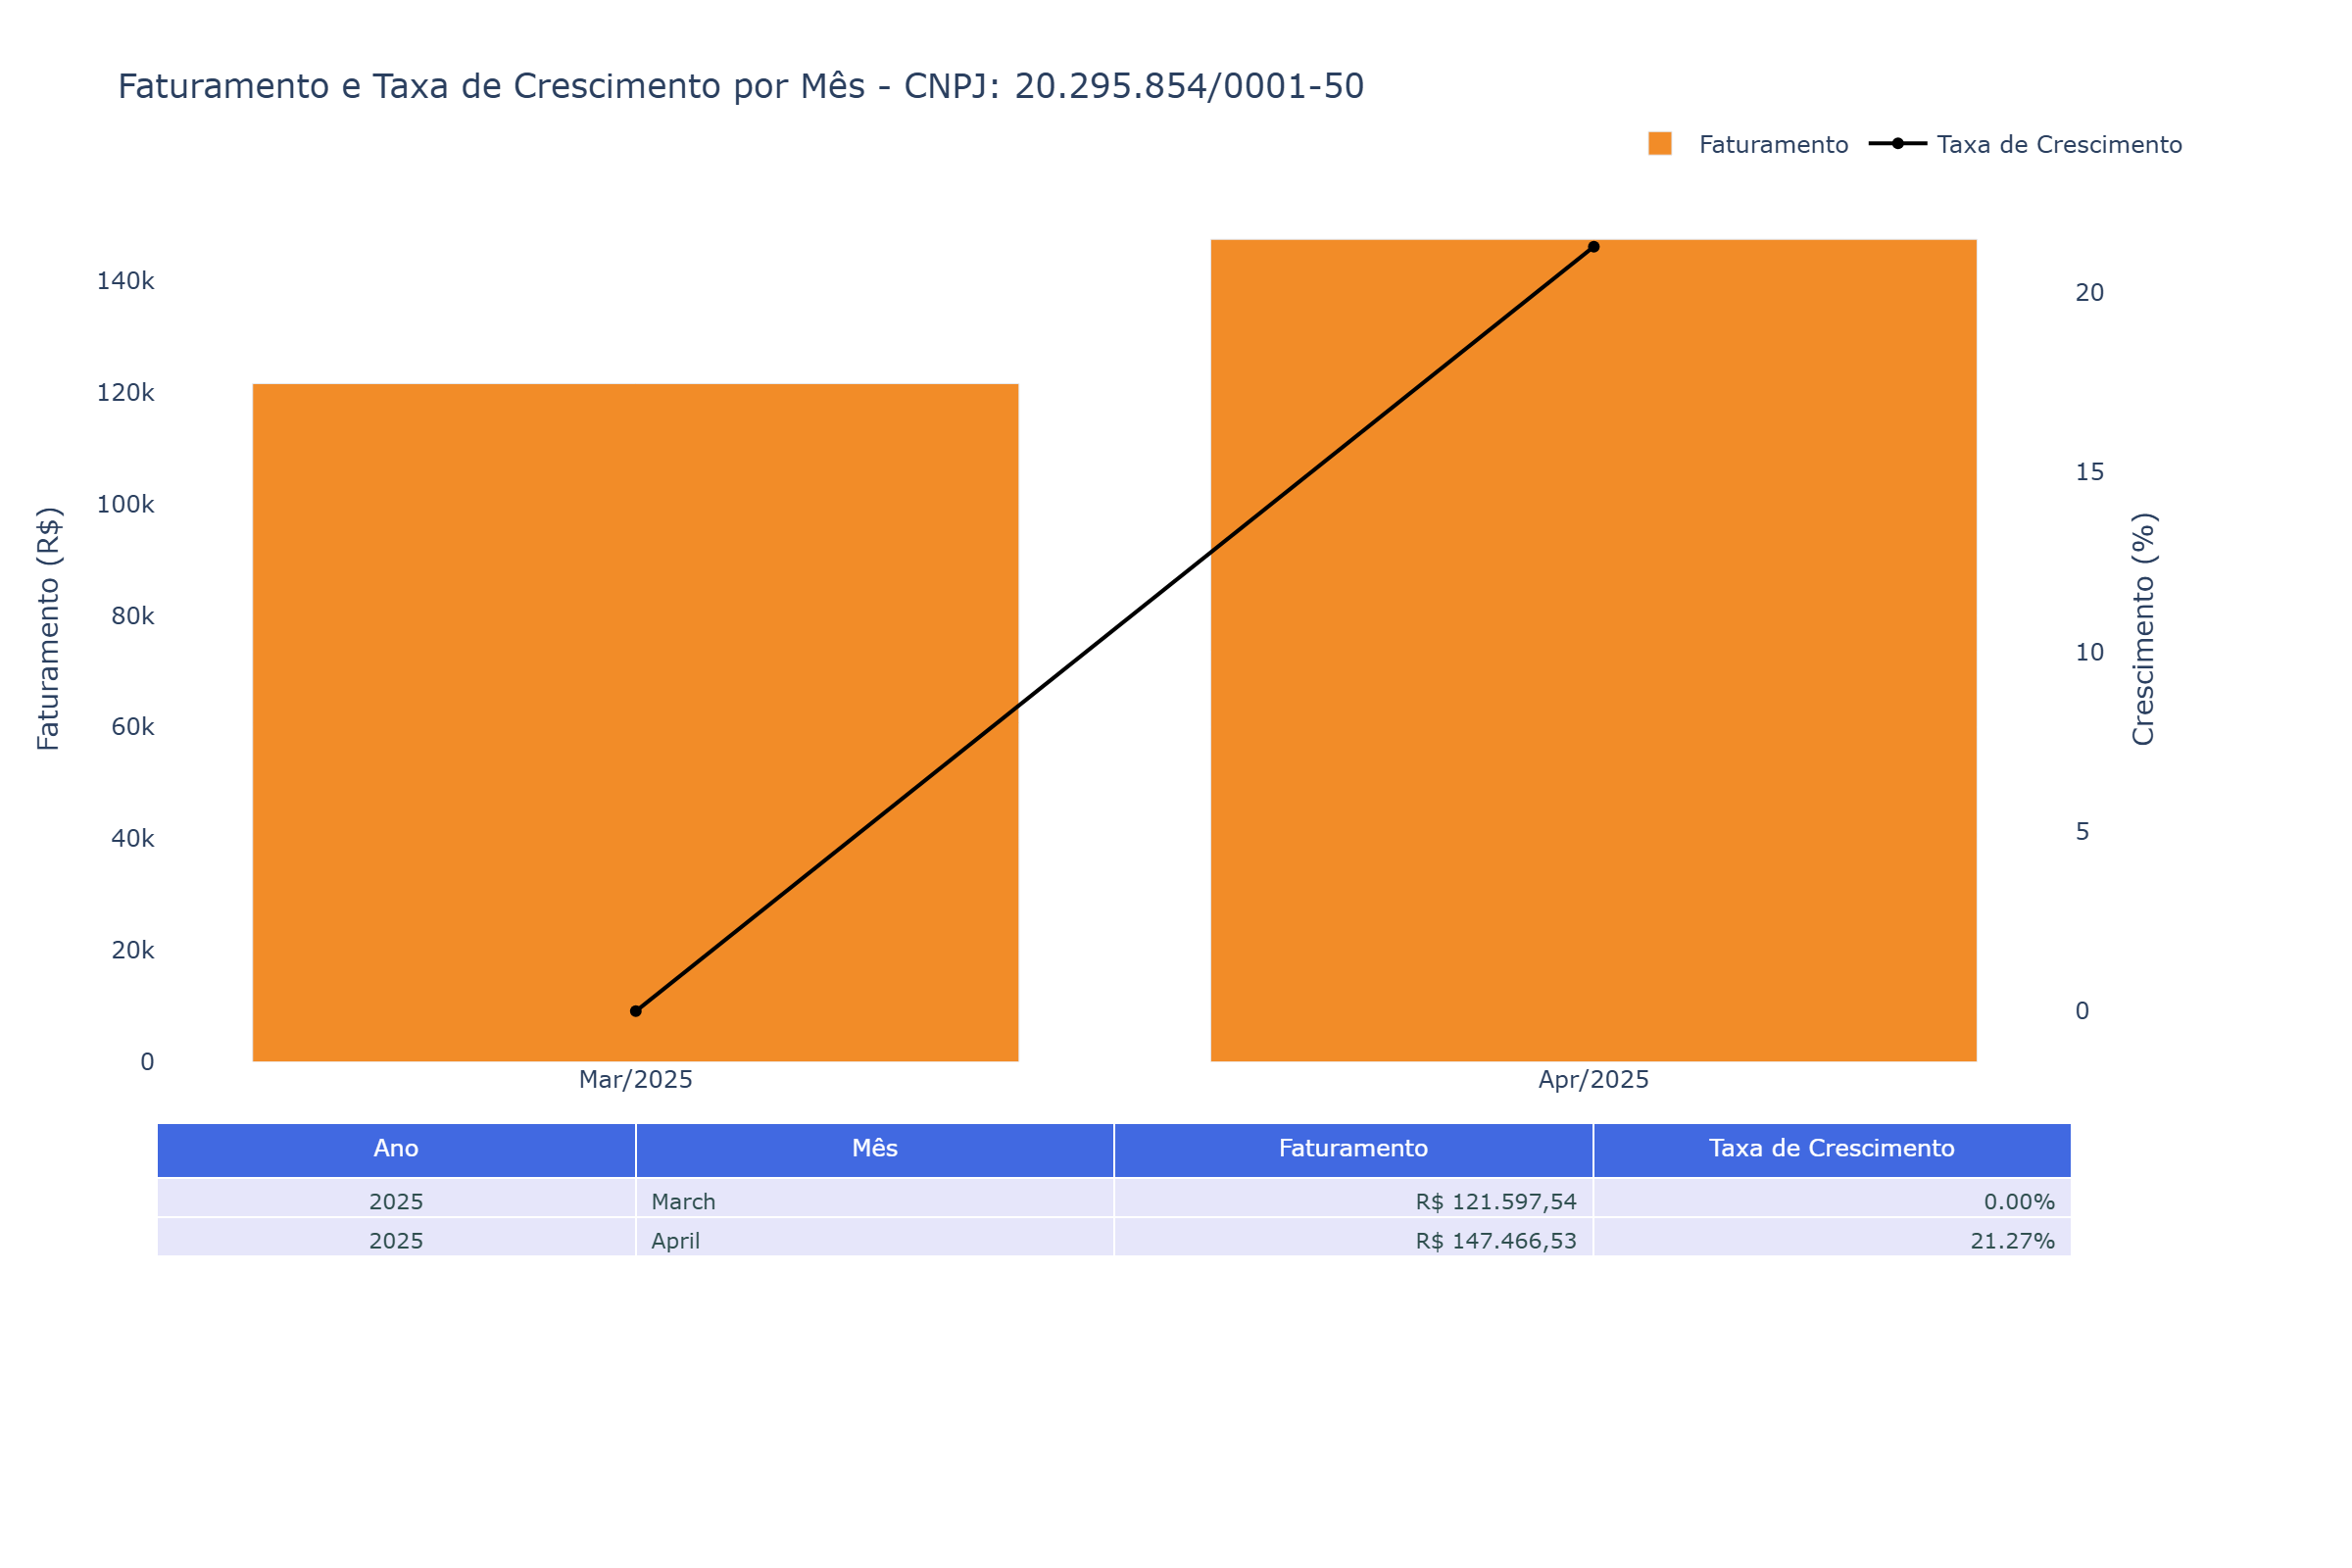 Faturamento e Taxa de Crescimento por Mês - CNPJ: 20.295.854/0001-50
Faturamento
Taxa de Crescimento
140k
120k
100k
80k
60k
40k
20k
0
Faturamento (R$)
20
15
10
5
0
Crescimento (%)
Mar/2025
Apr/2025
Ano Mês Faturamento Taxa de Crescimento
2025 March R$ 121.597,54 0.00%
2025 April R$ 147.466,53 21.27%